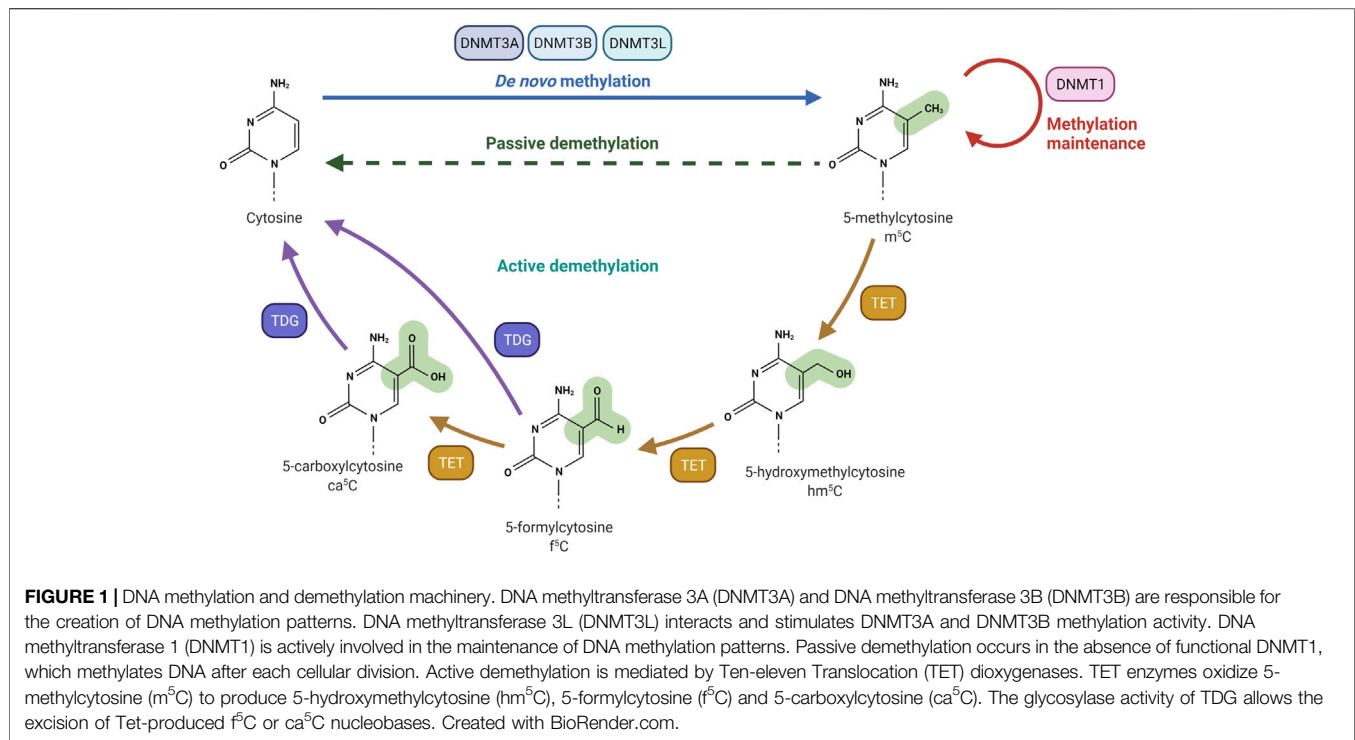 DNMT3A DNMT3B DNMT3L
De novo methylation
NH₂
N
O
N
Cytosine
NH₂
CH₃
N
O
N
5-methylcytosine
m⁵C
DNMT1
Methylation
maintenance
Passive demethylation
Active demethylation
TET
TDG
TDG
NH₂
O
OH
N
O
N
5-carboxylcytosine
ca⁵C
TET
NH₂
O
H
N
O
N
5-formylcytosine
f⁵C
TET
NH₂
OH
N
O
N
5-hydroxymethylcytosine
hm⁵C
FIGURE 1 | DNA methylation and demethylation machinery. DNA methyltransferase 3A (DNMT3A) and DNA methyltransferase 3B (DNMT3B) are responsible for
the creation of DNA methylation patterns. DNA methyltransferase 3L (DNMT3L) interacts and stimulates DNMT3A and DNMT3B methylation activity. DNA
methyltransferase 1 (DNMT1) is actively involved in the maintenance of DNA methylation patterns. Passive demethylation occurs in the absence of functional DNMT1,
which methylates DNA after each cellular division. Active demethylation is mediated by Ten-eleven Translocation (TET) dioxygenases. TET enzymes oxidize 5-
methylcytosine (m⁵C) to produce 5-hydroxymethylcytosine (hm⁵C), 5-formylcytosine (f⁵C) and 5-carboxylcytosine (ca⁵C). The glycosylase activity of TDG allows the
excision of Tet-produced f⁵C or ca⁵C nucleobases. Created with BioRender.com.